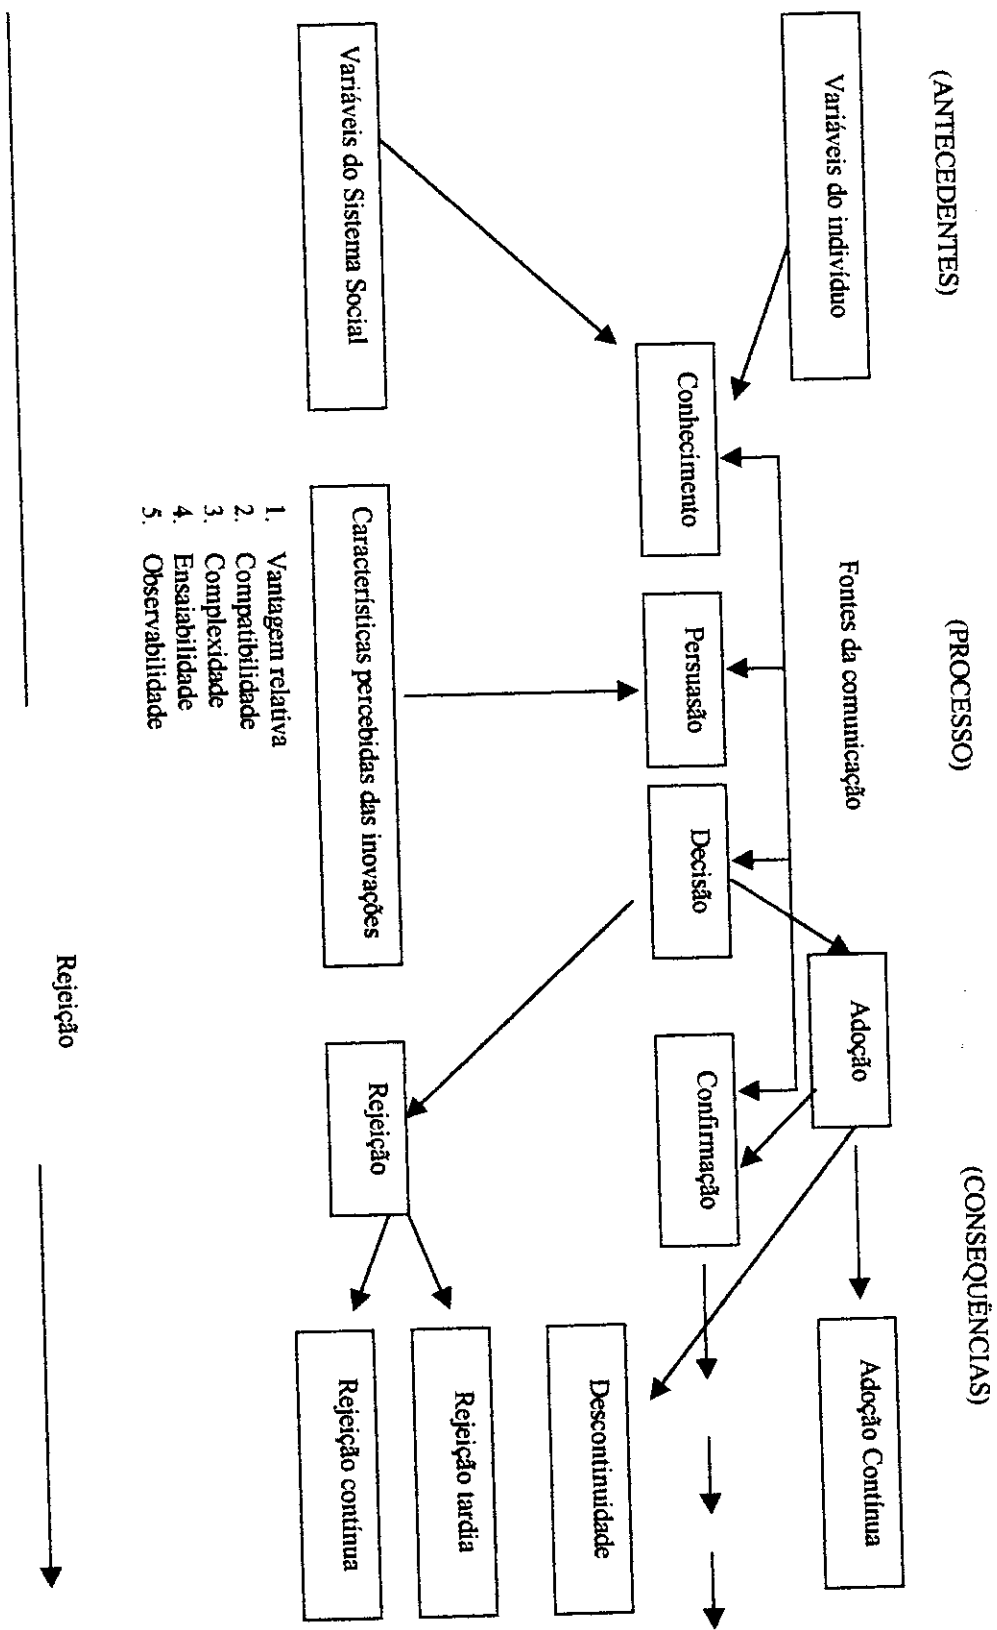 (ANTECEDENTES)
(PROCESSO)
(CONSEQUÊNCIAS)
Variáveis do indivíduo
Fontes da comunicação
Adoção
Adoção Contínua
Conhecimento
Persuasão
Decisão
Confirmação
Descontinuidade
Variáveis do Sistema Social
Características percebidas das inovações
Rejeição
Rejeição tardia
Rejeição contínua
1. Vantagem relativa
2. Compatibilidade
3. Complexidade
4. Ensaiabilidade
5. Observabilidade
Rejeição